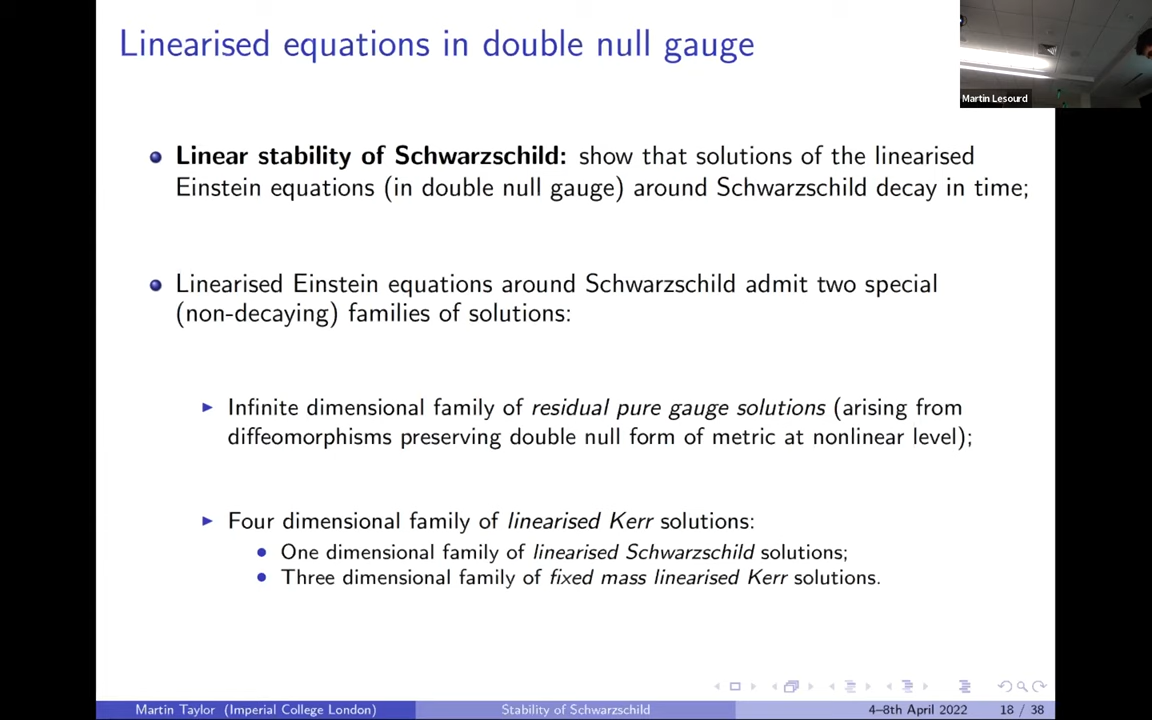 Linearised equations in double null gauge
Martin Lesourd
Linear stability of Schwarzschild: show that solutions of the linearised
Einstein equations (in double null gauge) around Schwarzschild decay in time;
Linearised Einstein equations around Schwarzschild admit two special
(non-decaying) families of solutions:
Infinite dimensional family of residual pure gauge solutions (arising from
diffeomorphisms preserving double null form of metric at nonlinear level);
Four dimensional family of linearised Kerr solutions:
One dimensional family of linearised Schwarzschild solutions;
Three dimensional family of fixed mass linearised Kerr solutions.
Martin Taylor (Imperial College London) Stability of Schwarzschild 4–8th April 2022 18 / 38